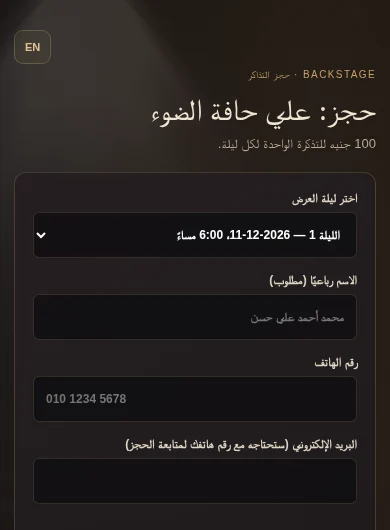 EN
BACKSTAGE · حجز التذاكر
حجز: علي حافة الضوء
100 جنيه للتذكرة الواحدة لكل ليلة.
اختر ليلة العرض
الليلة 1 — 2026-12-11، 6:00 مساءً
الاسم رباعيًا (مطلوب)
محمد أحمد علي حسن
رقم الهاتف
010 1234 5678
البريد الإلكتروني (ستحتاجه مع رقم هاتفك لمتابعة الحجز)